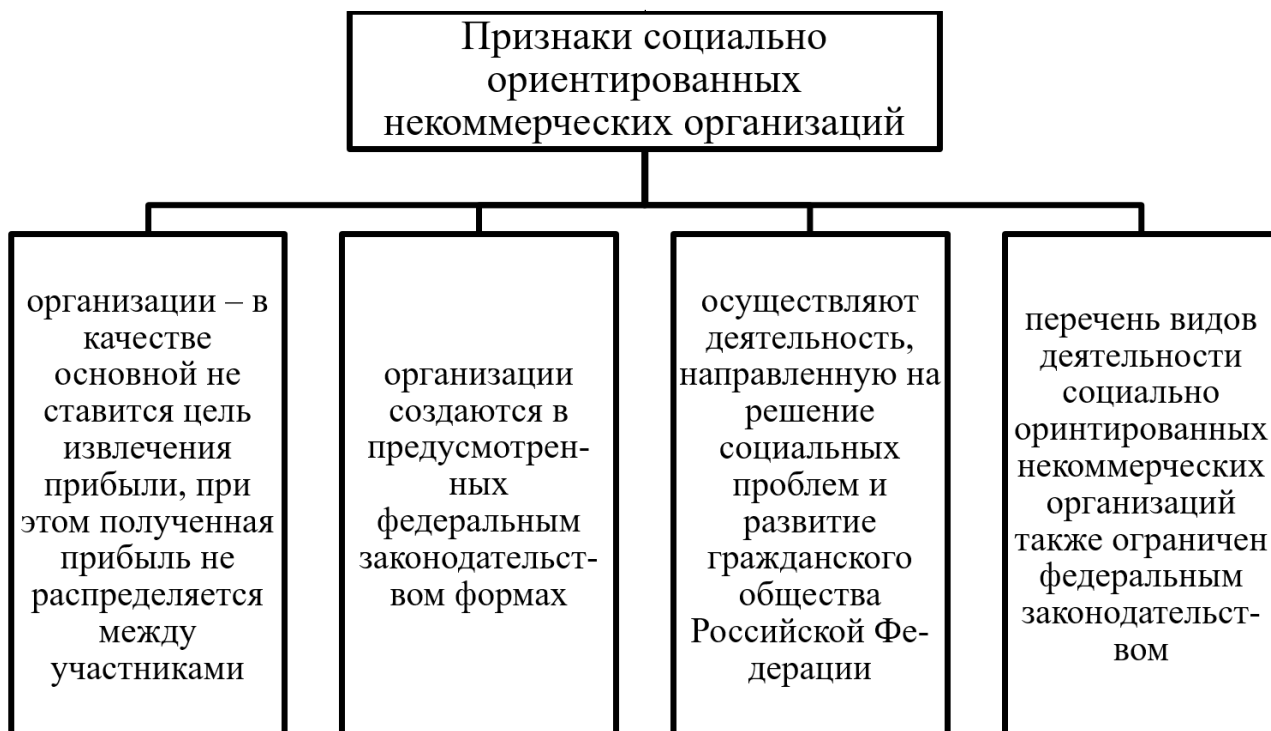 Признаки социально
ориентированных
некоммерческих организаций
организации – в
качестве
основной не
ставится цель
извлечения
прибыли, при
этом полученная
прибыль не
распределяется
между
участниками
организации
создаются в
предусмотрен-
ных
федеральным
законодательст-
вом формах
осуществляют
деятельность,
направленную на
решение
социальных
проблем и
развитие
гражданского
общества
Российской Фе-
дерации
перечень видов
деятельности
социально
оринтированных
некоммерческих
организаций
также ограничен
федеральным
законодательст-
вом